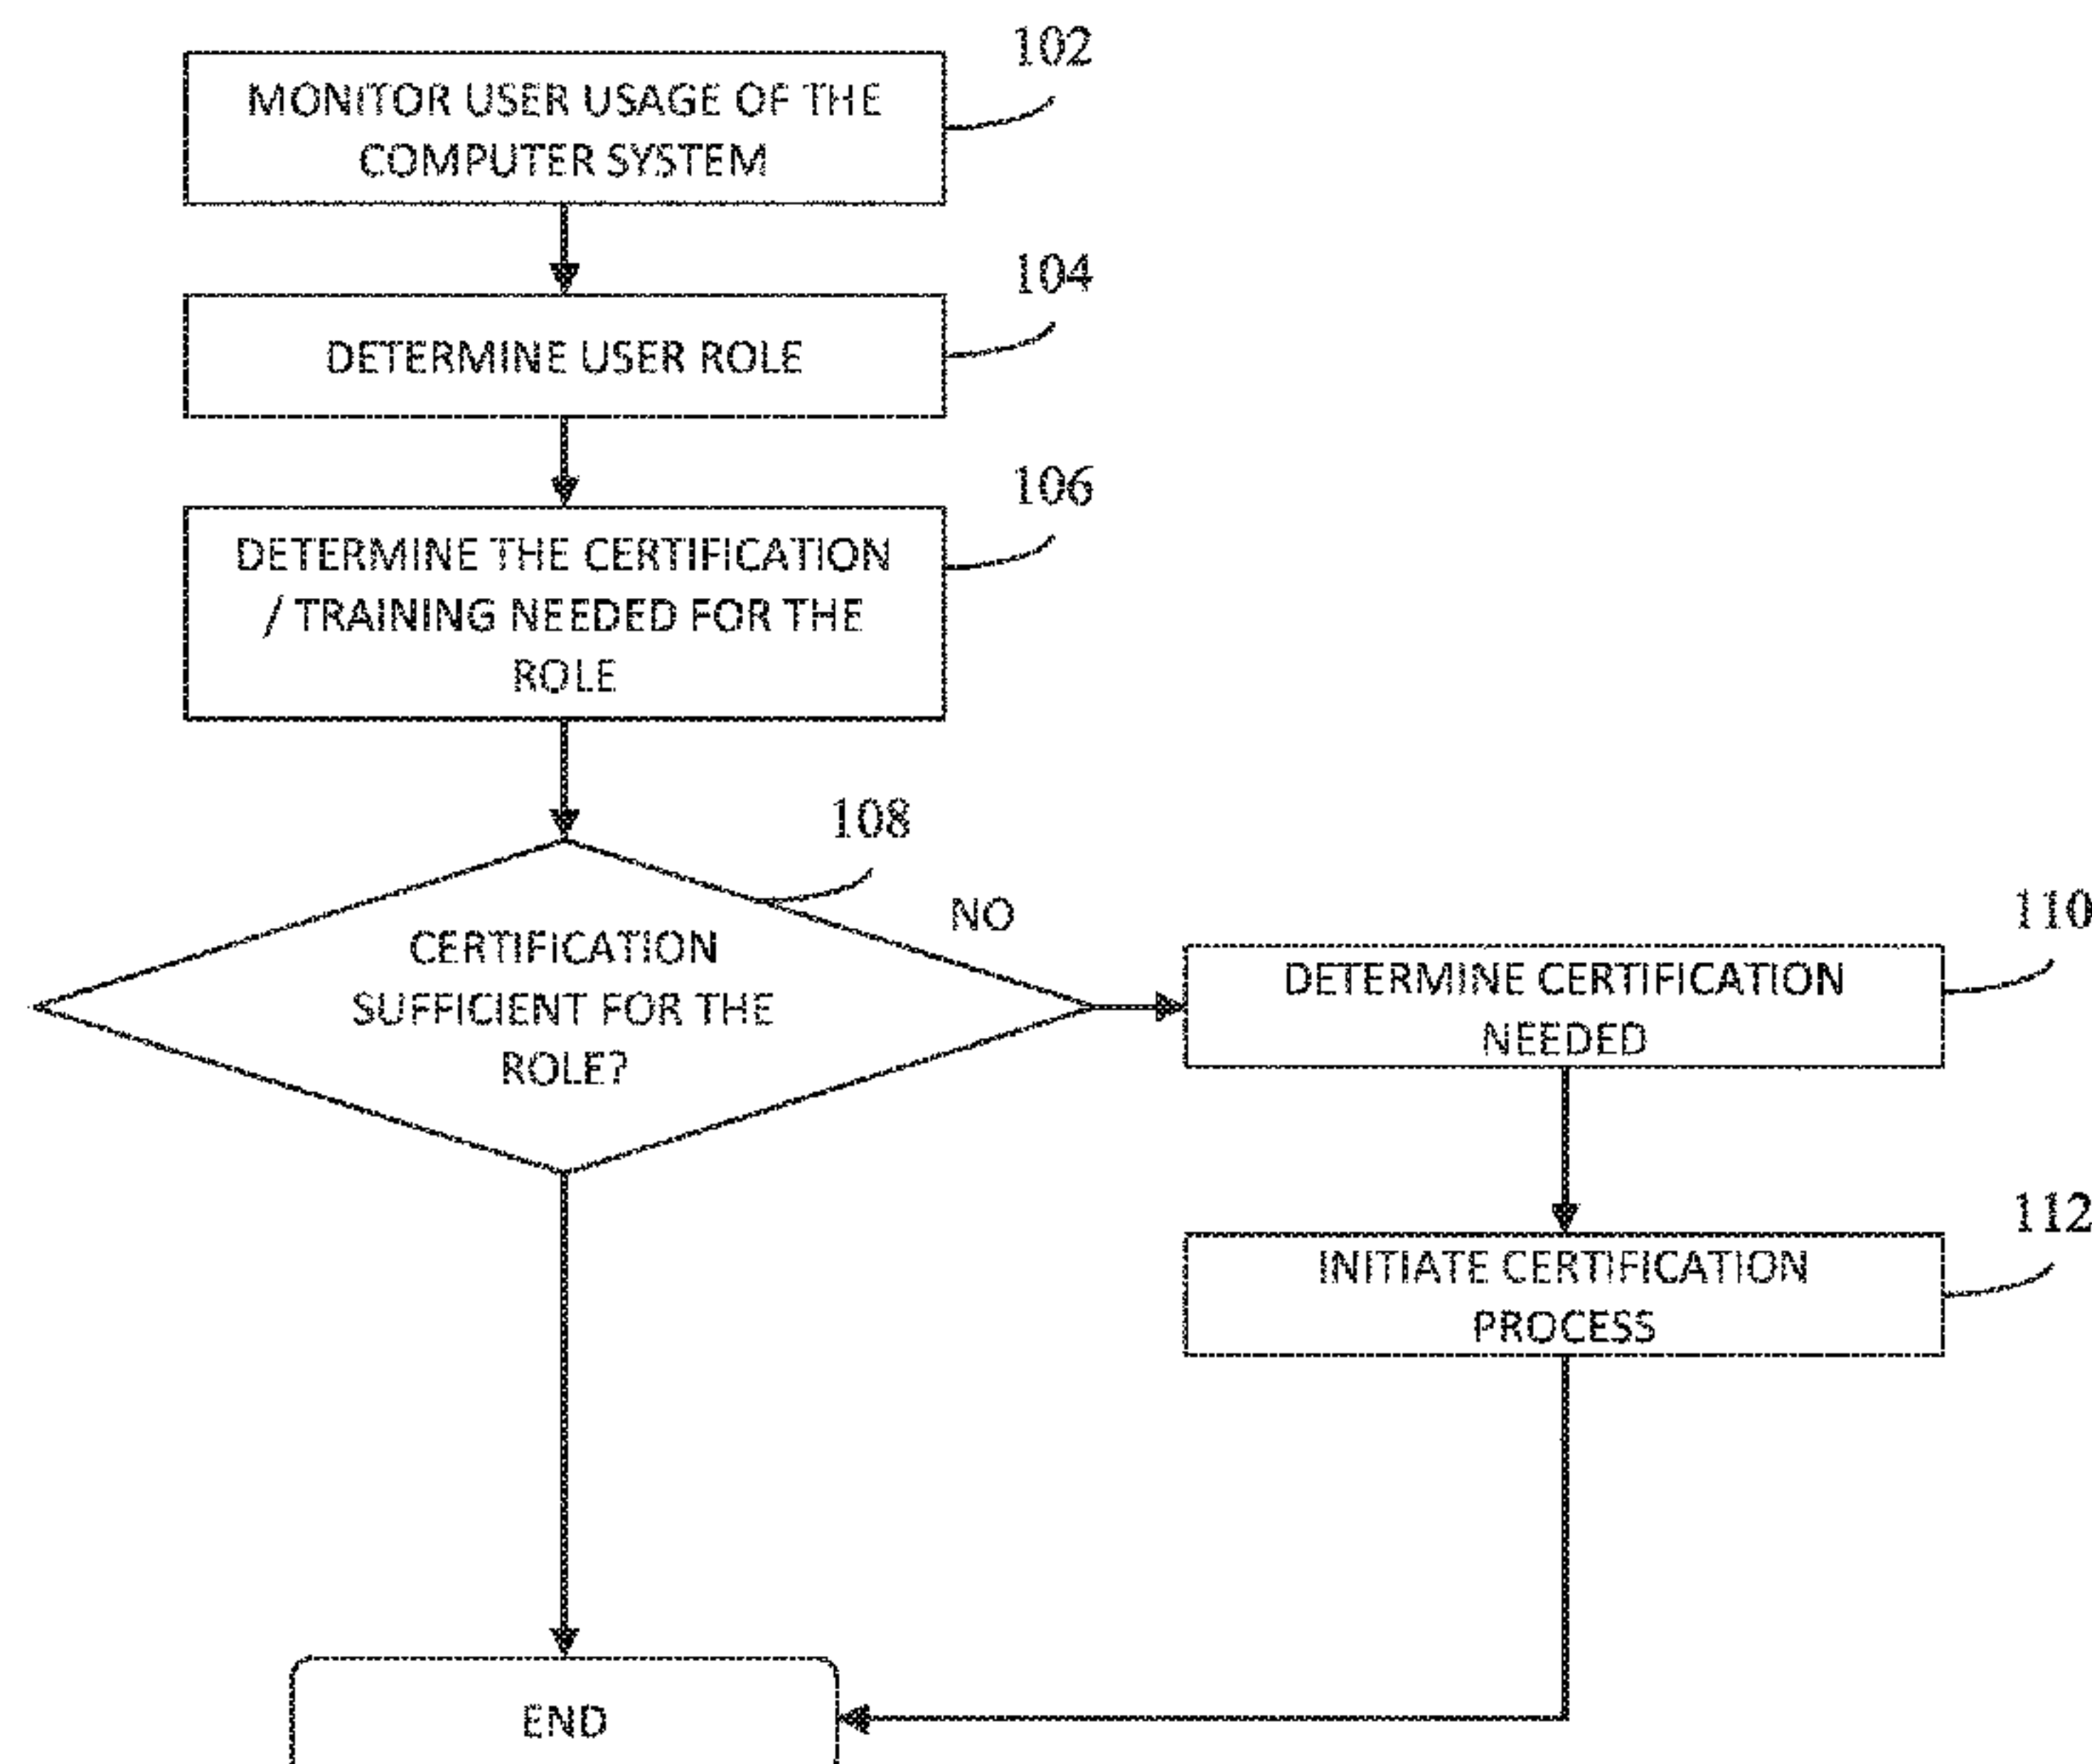 102
MONITOR USER USAGE OF THE
COMPUTER SYSTEM
104
DETERMINE USER ROLE
106
DETERMINE THE CERTIFICATION
/ TRAINING NEEDED FOR THE
ROLE
108
CERTIFICATION
SUFFICIENT FOR THE
ROLE?
NO
110
DETERMINE CERTIFICATION
NEEDED
112
INITIATE CERTIFICATION
PROCESS
END